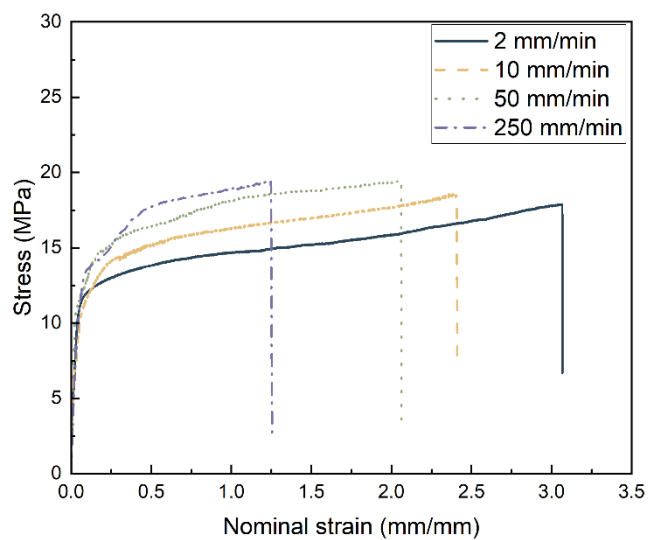 30
25
20
15
10
5
0
Stress (MPa)
2 mm/min
10 mm/min
50 mm/min
250 mm/min
0.0 0.5 1.0 1.5 2.0 2.5 3.0 3.5
Nominal strain (mm/mm)